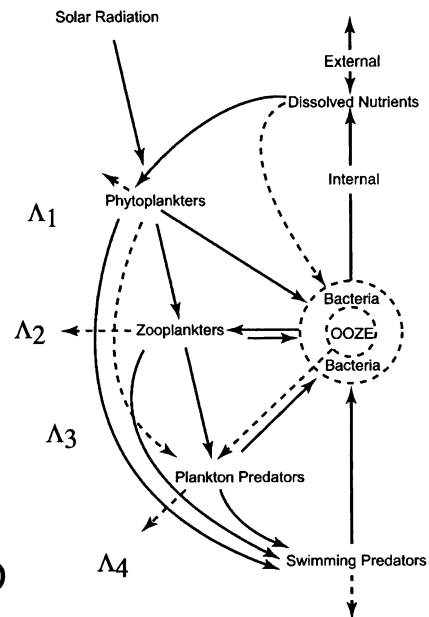 Solar Radiation
External
Dissolved Nutrients
Internal
Phytoplankters
Λ1
Bacteria
Λ2
Zooplankters
OOZE
Bacteria
Λ3
Plankton Predators
Λ4
Swimming Predators